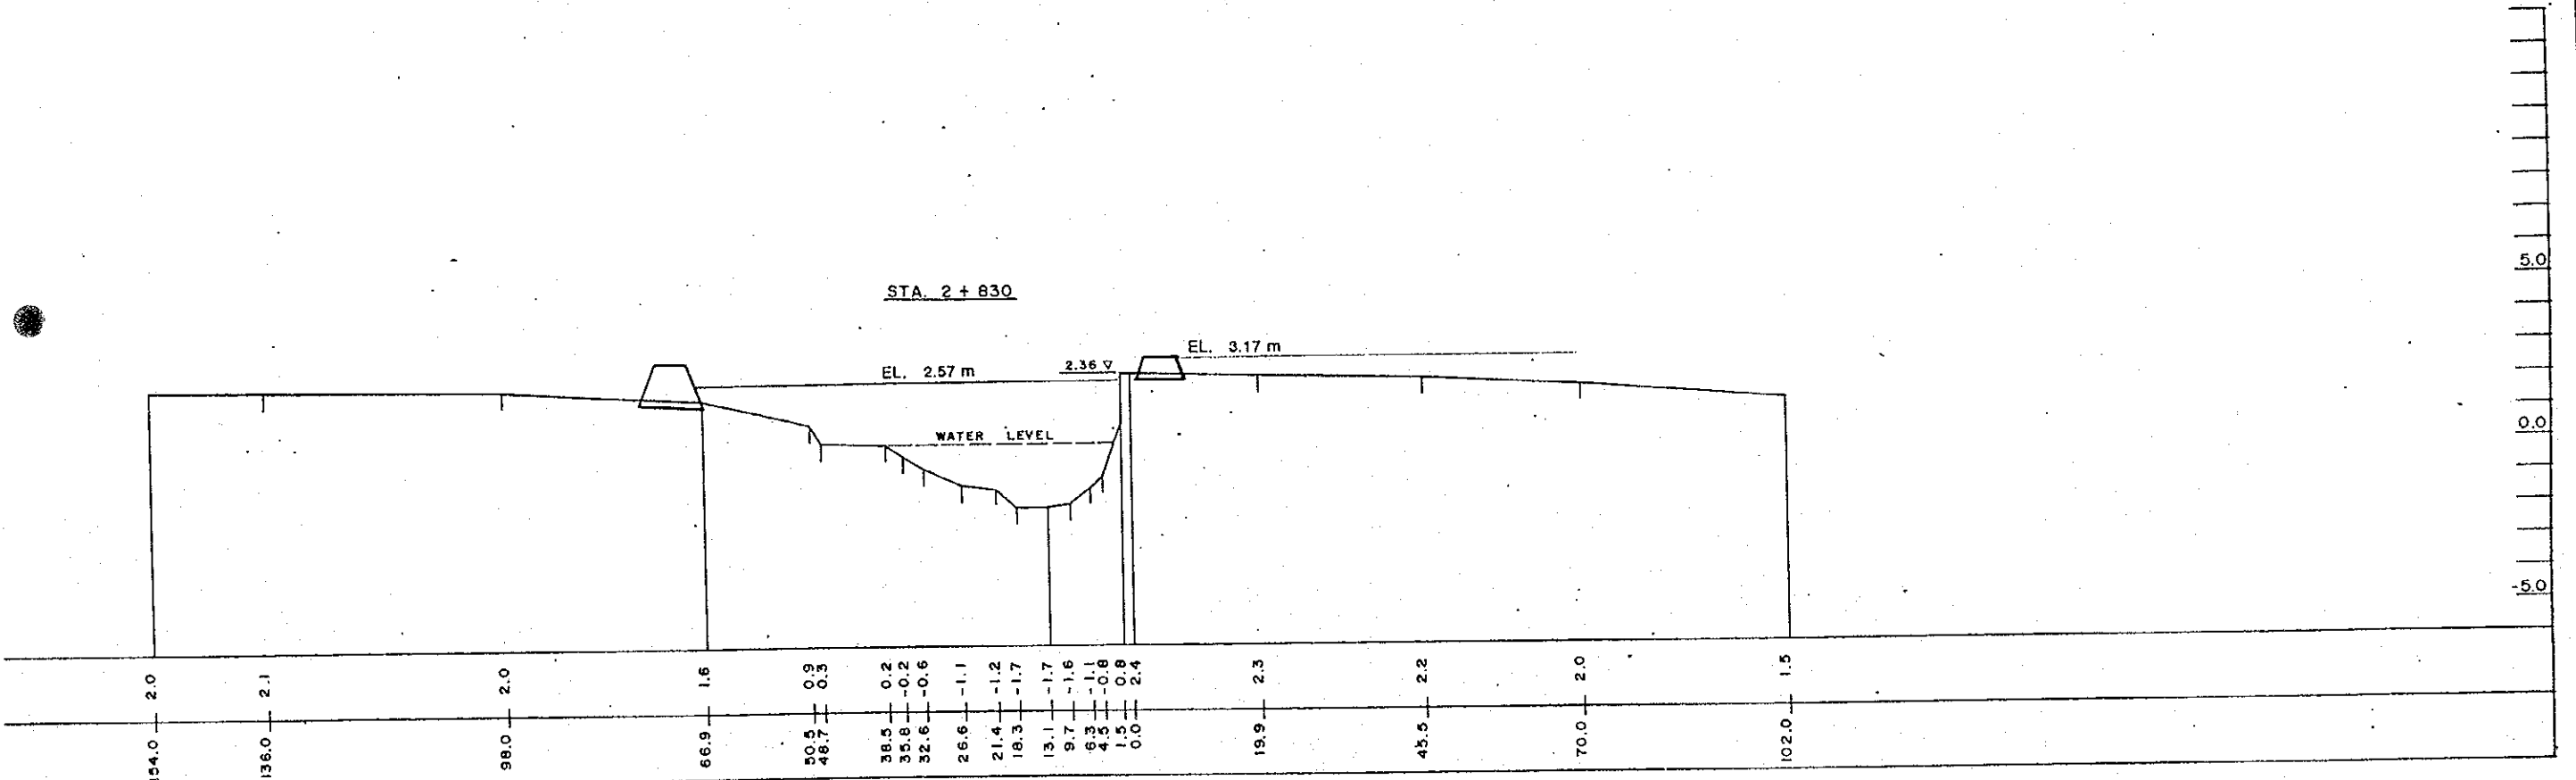 5.0
STA. 2 + 830
EL. 3.17 m
2.36 ▽
EL. 2.57 m
0.0
WATER LEVEL
-5.0
2.0 2.1 2.0 1.6 0.9 0.3 0.2 -0.2 -0.6 -1.1 -1.2 -1.7 -1.7 -1.6 -1.1 -0.8 0.8 2.4 2.3 2.2 2.0 1.5
154.0 136.0 98.0 66.9 50.5 48.7 38.5 35.8 32.6 26.6 21.4 18.3 13.1 9.7 6.3 4.5 1.5 0.0 19.9 45.5 70.0 102.0